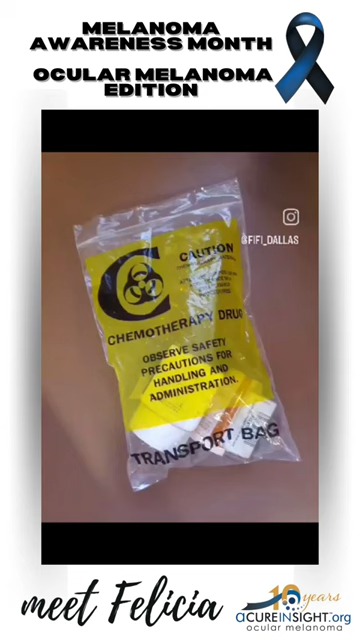 MELANOMA
AWARENESS MONTH
OCULAR MELANOMA
EDITION
@FIFI_DALLAS
C
CAUTION
CHEMOTHERAPY DRUG
OBSERVE SAFETY
PRECAUTIONS FOR
HANDLING AND
ADMINISTRATION.
TRANSPORT BAG
meet Felicia
10 years
aCUREINSIGHT.org
ocular melanoma